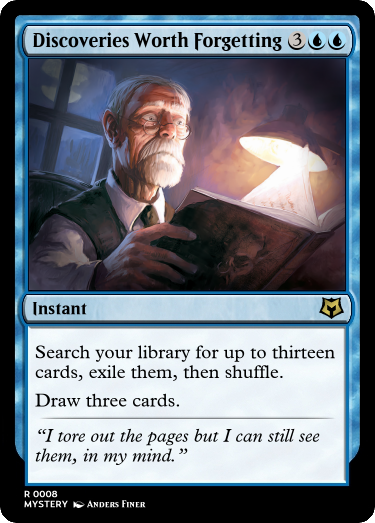 Discoveries Worth Forgetting 3
Instant
Search your library for up to thirteen
cards, exile them, then shuffle.
Draw three cards.
“I tore out the pages but I can still see
them, in my mind.”
R 0008
MYSTERY Anders Finer